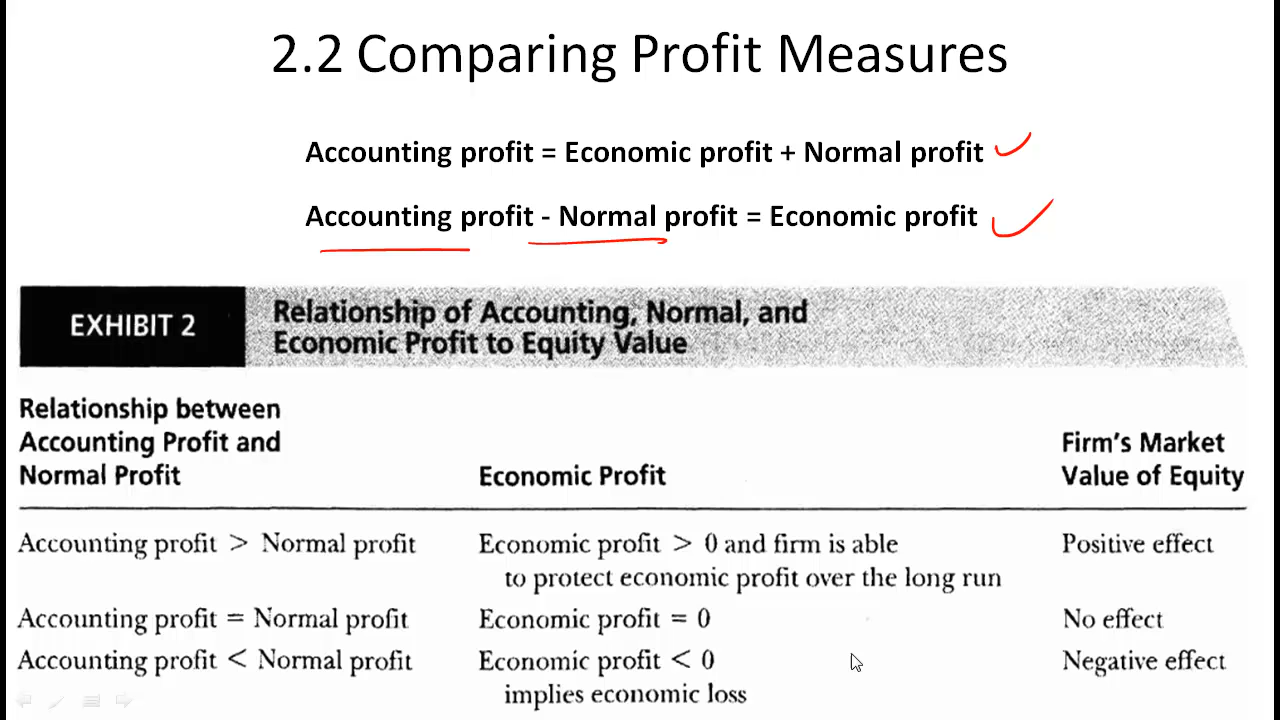 2.2 Comparing Profit Measures
Accounting profit = Economic profit + Normal profit
Accounting profit - Normal profit = Economic profit
EXHIBIT 2
Relationship of Accounting, Normal, and
Economic Profit to Equity Value
Relationship between
Accounting Profit and
Normal Profit
Economic Profit
Firm's Market
Value of Equity
Accounting profit > Normal profit
Economic profit > 0 and firm is able
to protect economic profit over the long run
Positive effect
Accounting profit = Normal profit
Economic profit = 0
No effect
Accounting profit < Normal profit
Economic profit < 0
implies economic loss
Negative effect